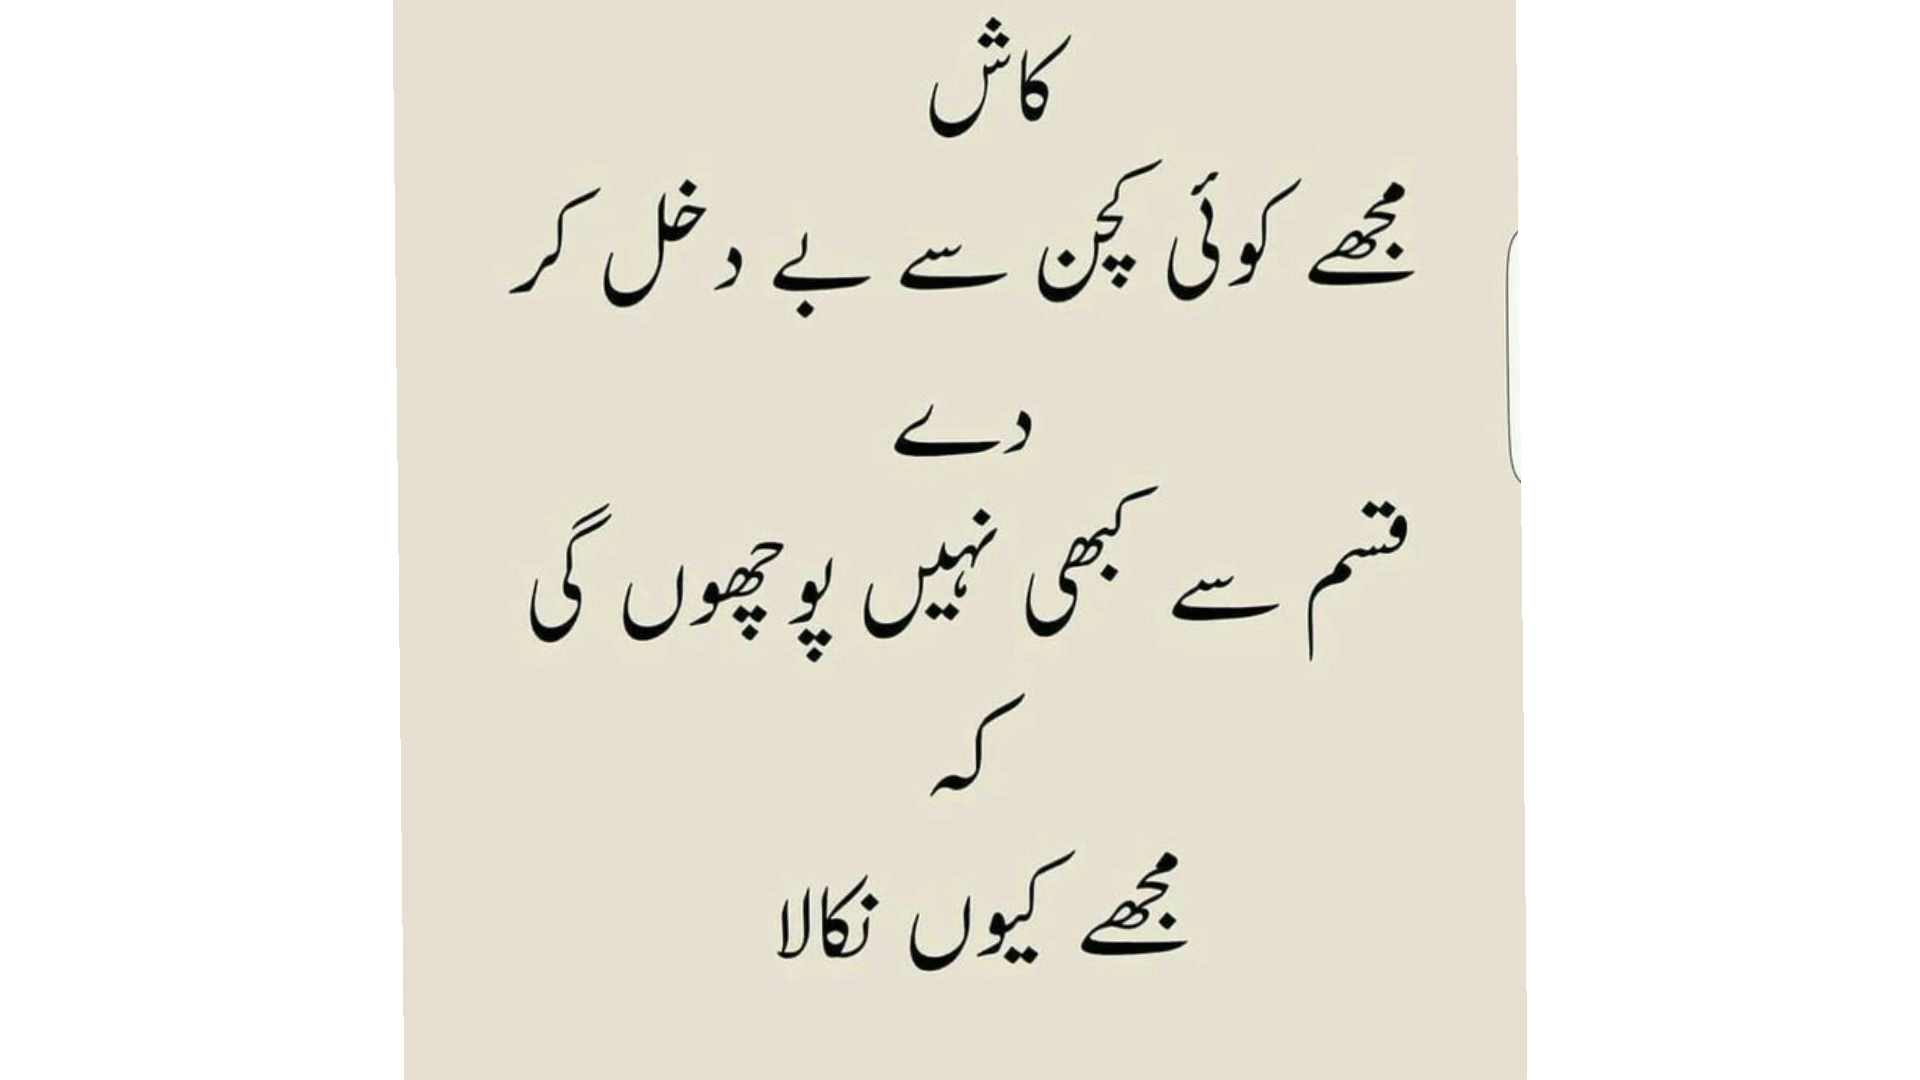 کاش
مجھے کوئی کچن سے بے دخل کر
دے
قسم سے کبھی نہیں پوچھوں گی
کہ
مجھے کیوں نکالا